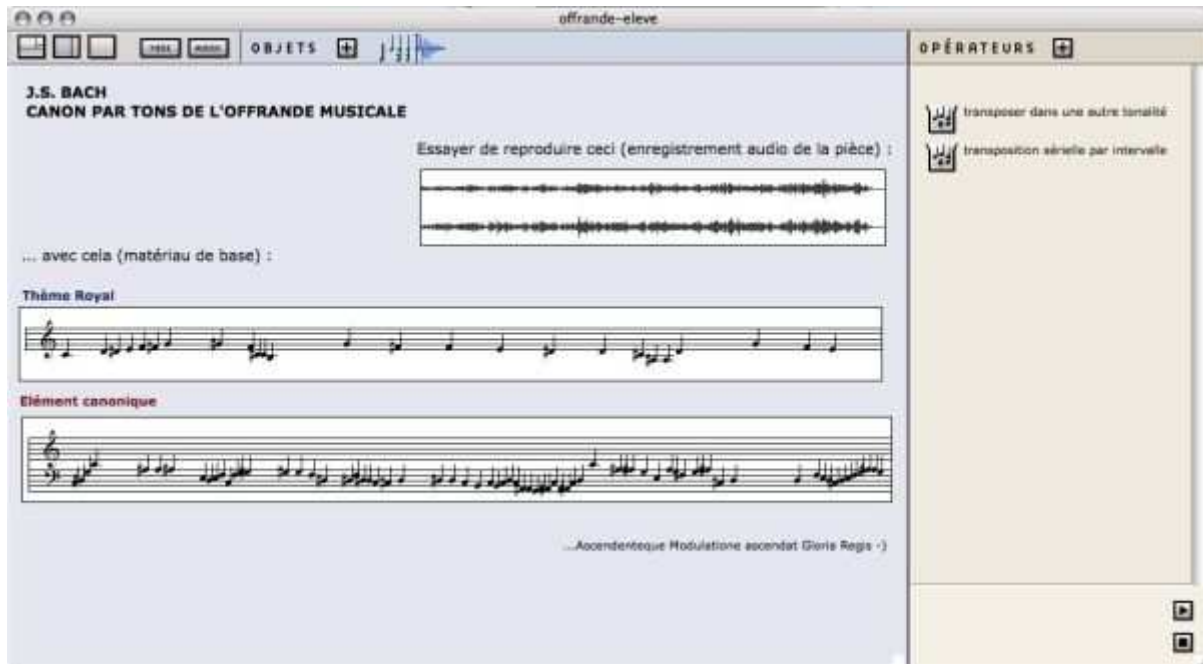 offrande-eleve
OBJETS
OPÉRATEURS
J.S. BACH
CANON PAR TONS DE L'OFFRANDE MUSICALE
Essayer de reproduire ceci (enregistrement audio de la pièce) :
... avec cela (matériau de base) :
Thème Royal
Elément canonique
...Ascendenteque Modulatione ascendat Gloria Regis -)
transposer dans une autre tonalité
transposition sérielle par intervalle